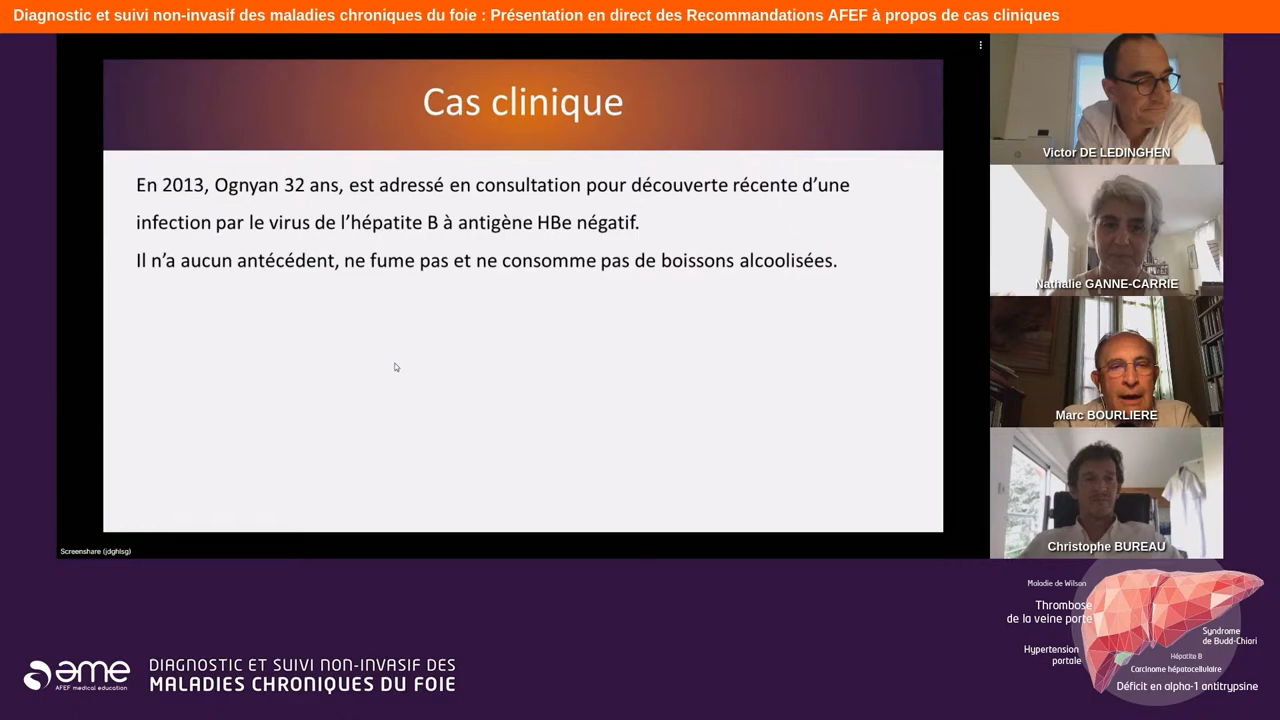 Diagnostic et suivi non-invasif des maladies chroniques du foie : Présentation en direct des Recommandations AFEF à propos de cas cliniques
Cas clinique
En 2013, Ognyan 32 ans, est adressé en consultation pour découverte récente d’une
infection par le virus de l’hépatite B à antigène HBe négatif.
Il n’a aucun antécédent, ne fume pas et ne consomme pas de boissons alcoolisées.
Screenshare (jdghlsg)
Victor DE LEDINGHEN
Nathalie GANNE-CARRIE
Marc BOURLIERE
Christophe BUREAU
ame
AFEF medical education
DIAGNOSTIC ET SUIVI NON-INVASIF DES
MALADIES CHRONIQUES DU FOIE
Maladie de Wilson
Thrombose
de la veine porte
Hypertension
portale
Syndrome
de Budd-Chiari
Hépatite B
Carcinome hépatocellulaire
Déficit en alpha-1 antitrypsine